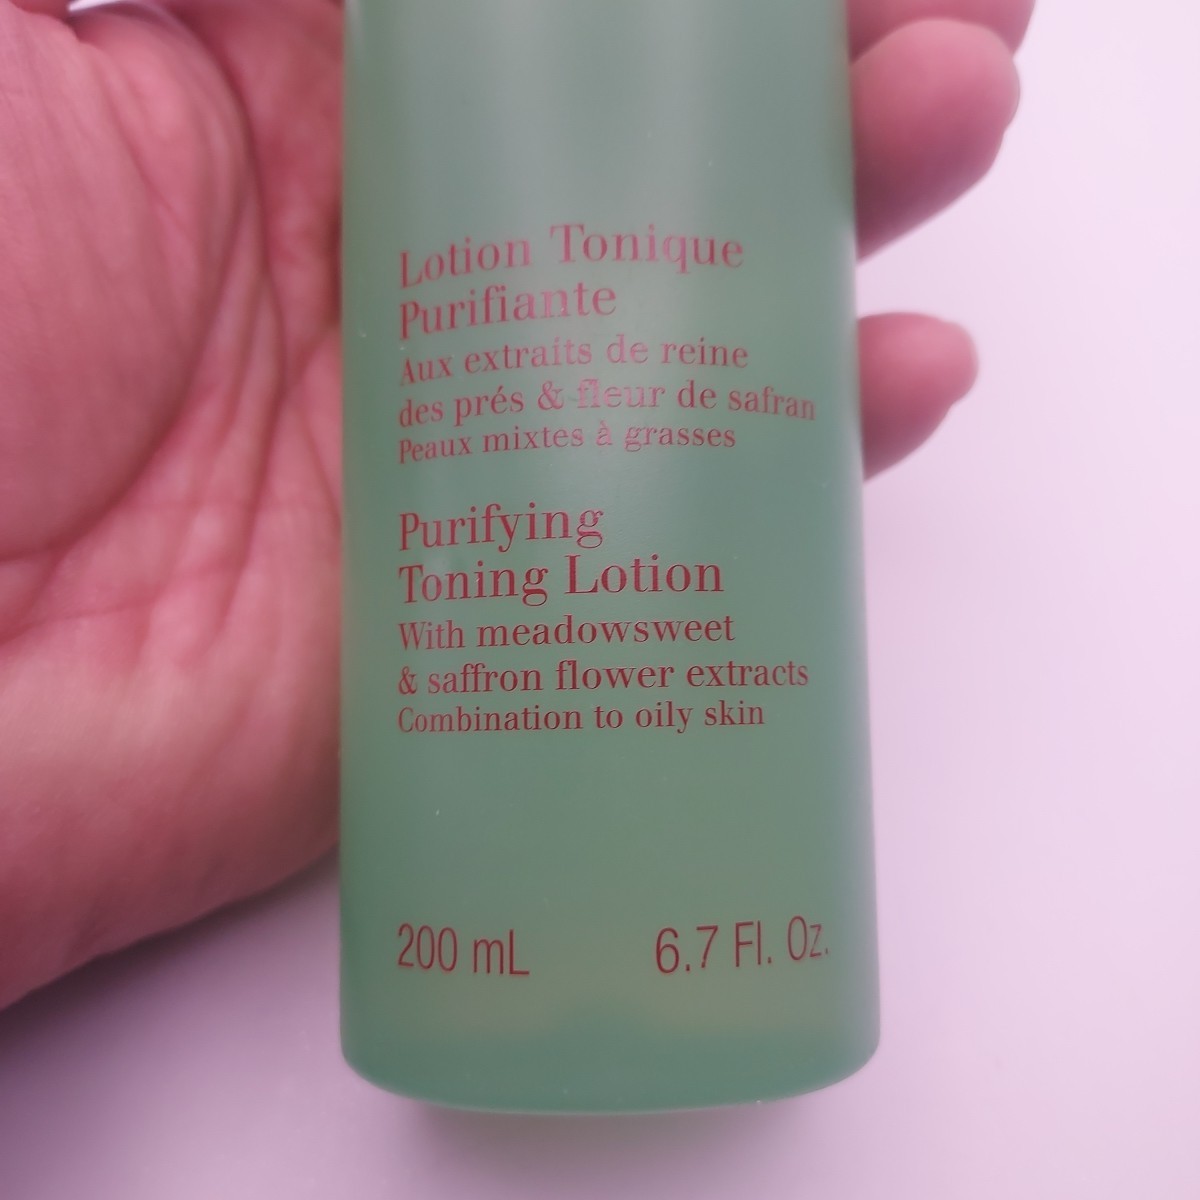 Lotion Tonique
Purifiante
Aux extraits de reine
des prés & fleur de safran
Peaux mixtes à grasses
Purifying
Toning Lotion
With meadowsweet
& saffron flower extracts
Combination to oily skin
200 mL 6.7 Fl. Oz.